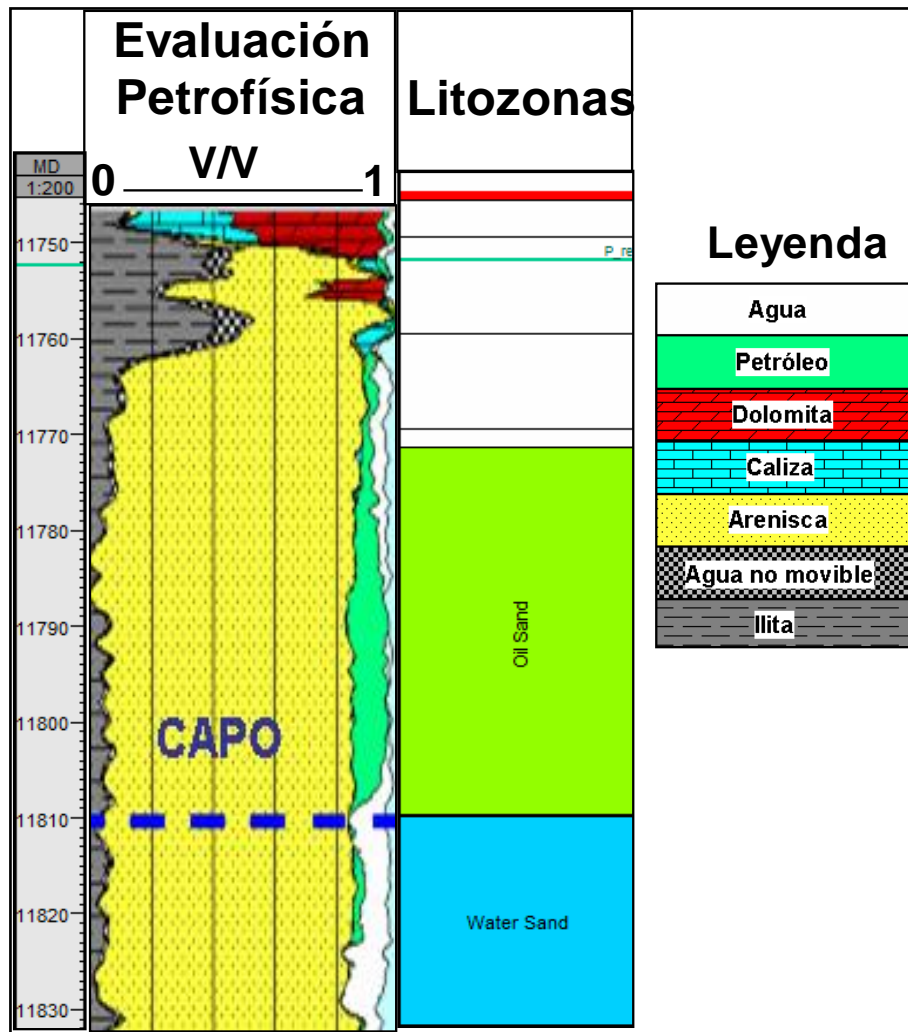 Evaluación
Petrofísica
V/V
0 1
Litozonas
MD
1:200
11750
11760
11770
11780
11790
11800
11810
11820
11830
CAPO
P_re
Oil Sand
Water Sand
Leyenda
Agua
Petróleo
Dolomita
Caliza
Arenisca
Agua no movible
Ilita